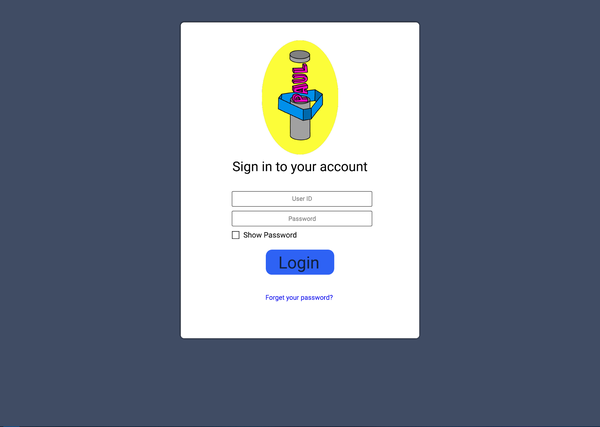 PAUL
Sign in to your account
User ID
Password
Show Password
Login
Forget your password?